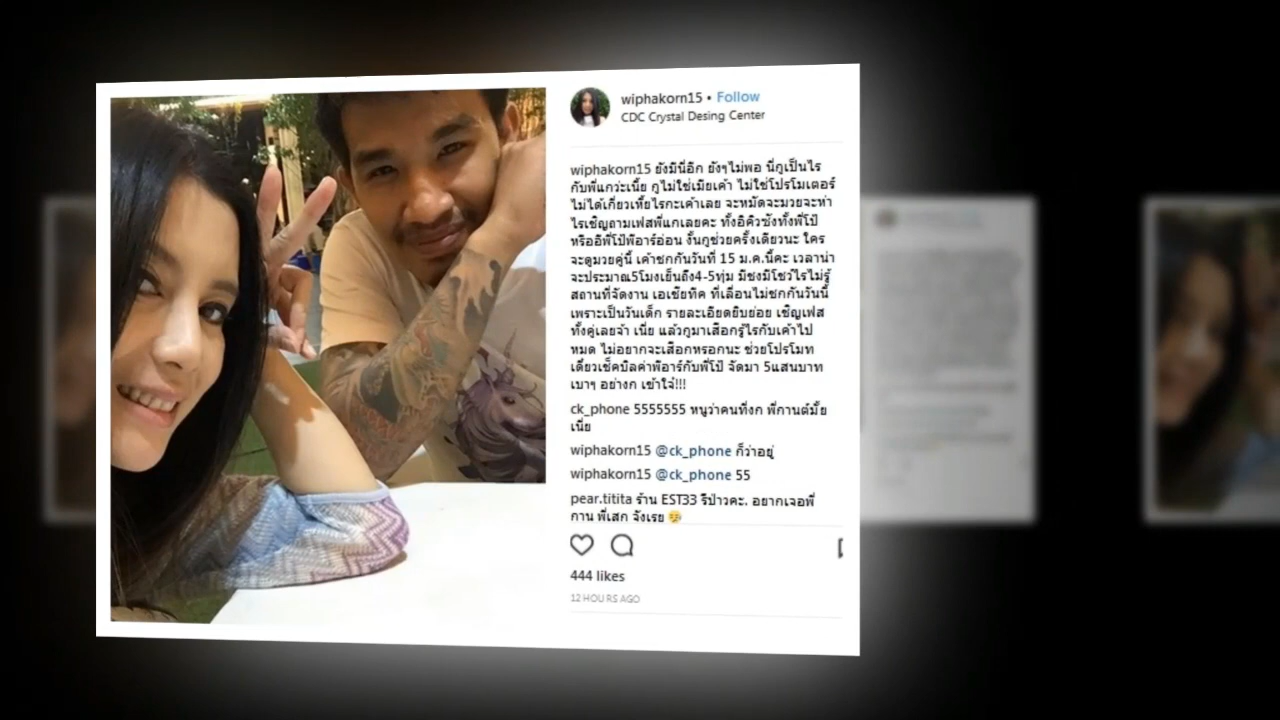 wiphakorn15 • Follow
CDC Crystal Desing Center
wiphakorn15 ยังมีนี่อีก ยังๆไม่พอ นี่กูเป็นไร
กับพี่แกว่ะเนี้ย กูไม่ใช่เมียเค้า ไม่ใช่โปรโมเตอร์
ไม่ได้เกี่ยวเหี้ยไรกะเค้าเลย จะหมัดจะมวยจะห่า
ไรเชิญถามเฟสพี่แกเลยคะ ทั้งอีคิวซังทั้งพี่โป้
หรืออีพี่โป้พีอาร์อ่อน งั้นกูช่วยครั้งเดียวนะ ใคร
จะดูมวยคู่นี้ เค้าชกกันวันที่ 15 ม.ค.นี้คะ เวลาน่า
จะประมาณ5โมงเย็นถึง4-5ทุ่ม มีชงมีโชว์ไรไม่รู้
สถานที่จัดงาน เอเชียทิค ที่เลื่อนไม่ชกกันวันนี้
เพราะเป็นวันเด็ก รายละเอียดยิบย่อย เชิญเฟส
ทั้งคู่เลยจ้า เนี่ย แล้วกูมาเสือกรู้ไรกับเค้าไป
หมด ไม่อยากจะเสือกหรอกนะ ช่วยโปรโมท
เดี๋ยวเช็คบิลค่าพีอาร์กับพี่โป้ จัดมา 5แสนบาท
เบาๆ อย่างก เข้าใจ๋!!!
ck_phone 5555555 หนูว่าคนที่งก พี่กานต์มั้ย
เนี่ย
wiphakorn15 @ck_phone ก็ว่าอยู่
wiphakorn15 @ck_phone 55
pear.titita ร้าน EST33 รึป่าวคะ. อยากเจอพี่
กาน พี่เสก จังเรย 😥
444 likes
12 HOURS AGO